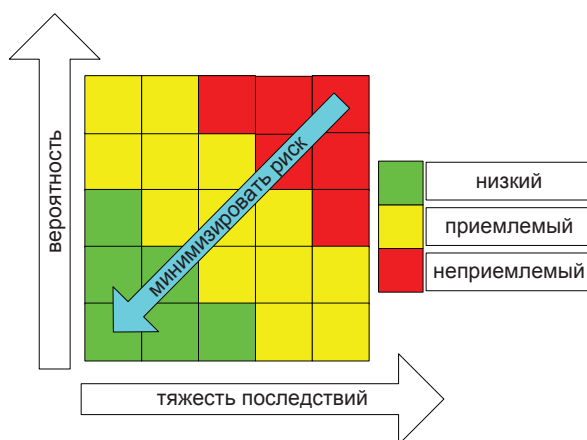 вероятность
минимизировать риск
низкий
приемлемый
неприемлемый
тяжесть последствий